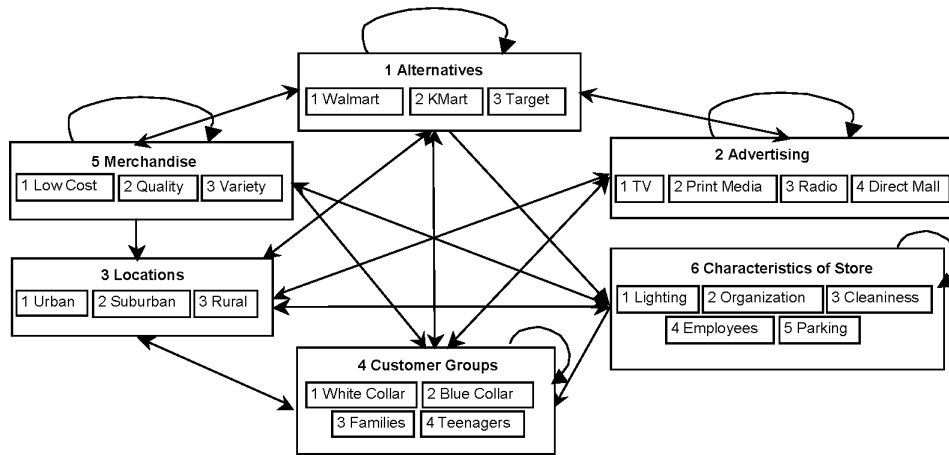 1 Alternatives
1 Walmart 2 KMart 3 Target
5 Merchandise
1 Low Cost 2 Quality 3 Variety
2 Advertising
1 TV 2 Print Media 3 Radio 4 Direct Mall
3 Locations
1 Urban 2 Suburban 3 Rural
6 Characteristics of Store
1 Lighting 2 Organization 3 Cleaniness
4 Employees 5 Parking
4 Customer Groups
1 White Collar 2 Blue Collar
3 Families 4 Teenagers